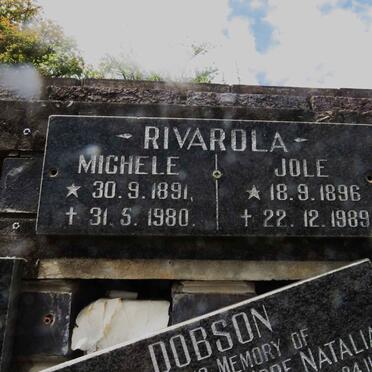 RIVAROLA
MICHELE JOLE
★ 30.9.1891 ★ 18.9.1896
† 31.5.1980 † 22.12.1989
DOBSON
MEMORY OF
NATALIA